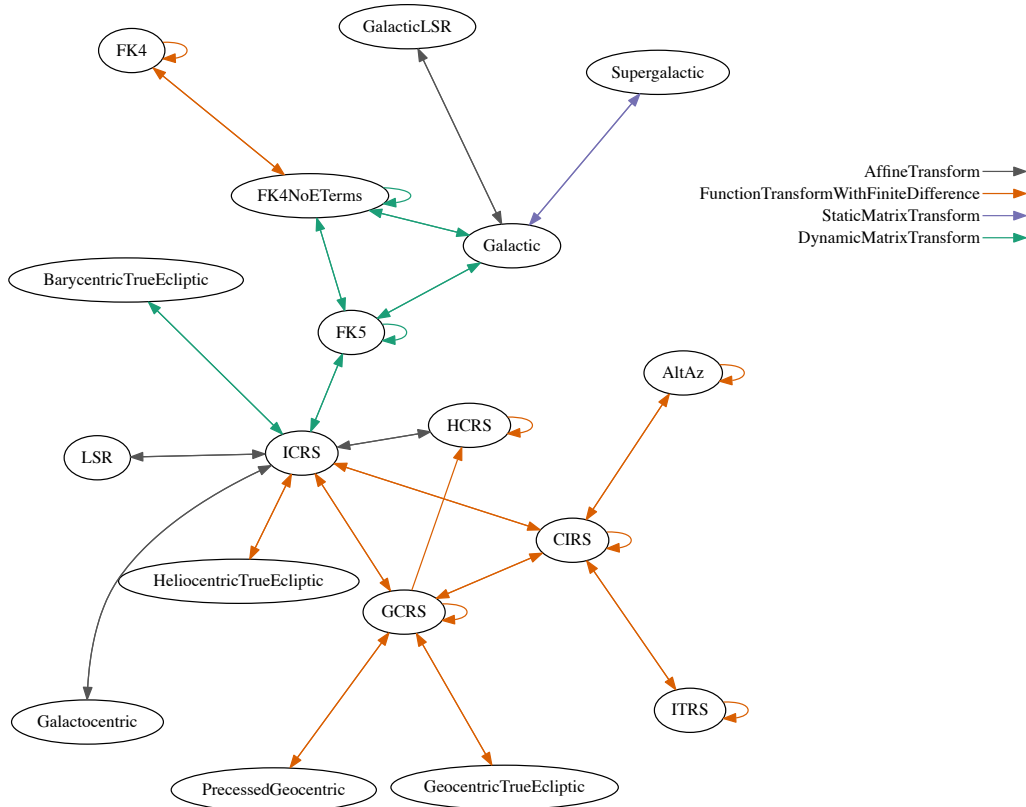 GalacticLSR
FK4
Supergalactic
AffineTransform
FunctionTransformWithFiniteDifference
StaticMatrixTransform
DynamicMatrixTransform
FK4NoETerms
Galactic
BarycentricTrueEcliptic
FK5
AltAz
HCRS
ICRS
LSR
CIRS
HeliocentricTrueEcliptic
GCRS
ITRS
Galactocentric
PrecessedGeocentric
GeocentricTrueEcliptic